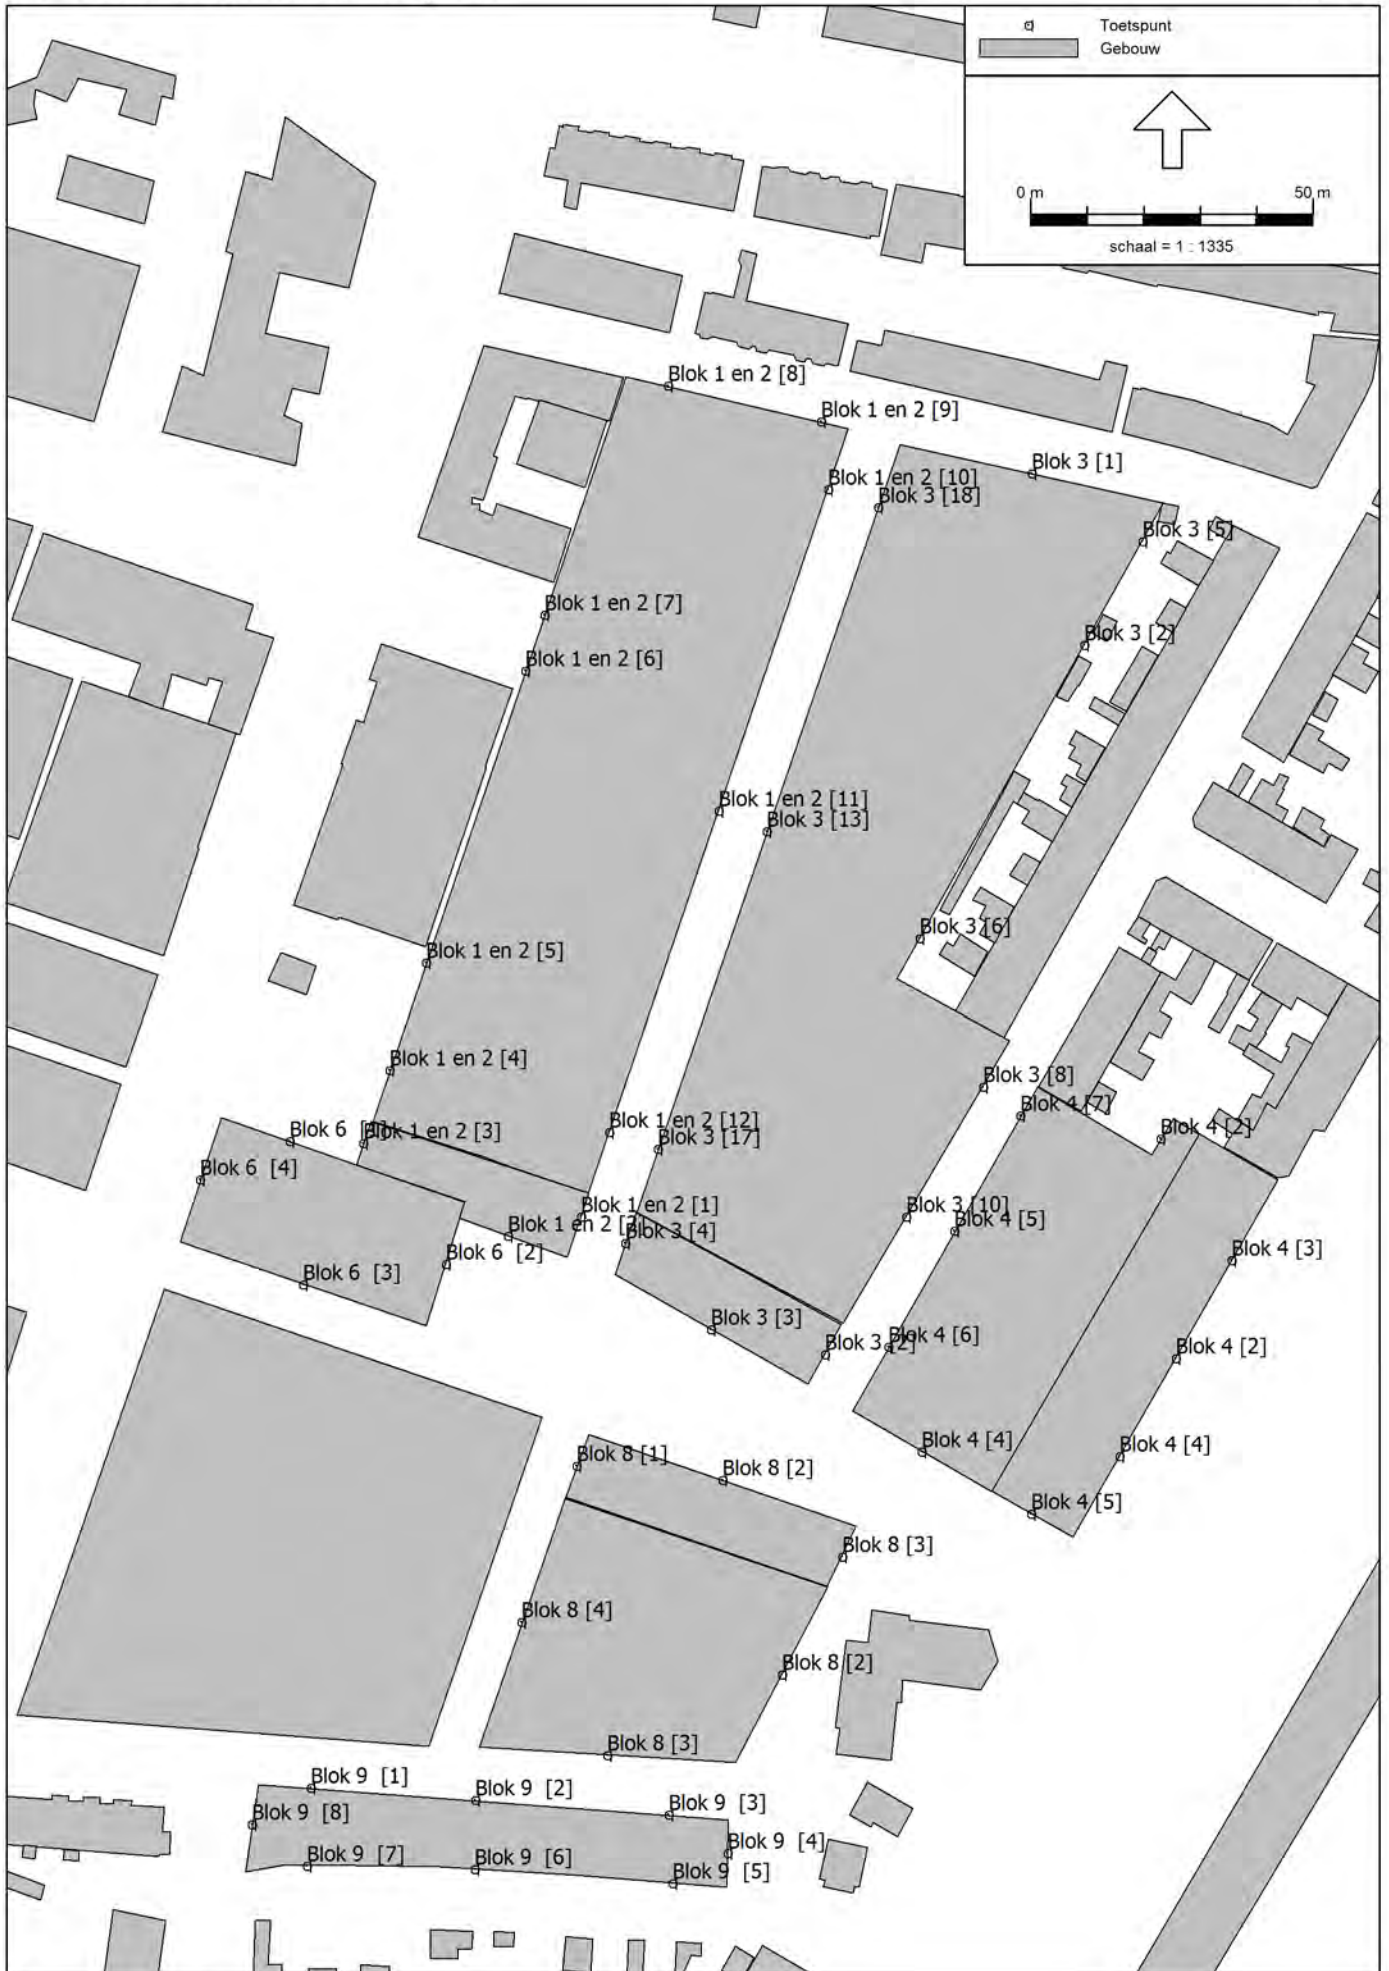 Toetspunt
Gebouw
0 m 50 m
schaal = 1 : 1335
Blok 1 en 2 [8]
Blok 1 en 2 [9]
Blok 3 [1]
Blok 1 en 2 [10]
Blok 3 [18]
Blok 3 [5]
Blok 1 en 2 [7]
Blok 3 [2]
Blok 1 en 2 [6]
Blok 1 en 2 [11]
Blok 3 [13]
Blok 3 [6]
Blok 1 en 2 [5]
Blok 1 en 2 [4]
Blok 3 [8]
Blok 4 [7]
Blok 1 en 2 [12]
Blok 4 [2]
Blok 6
Blok 1 en 2 [3]
Blok 3 [17]
Blok 6 [4]
Blok 1 en 2 [1]
Blok 3 [10]
Blok 1 en 2
Blok 3 [4]
Blok 4 [5]
Blok 6 [2]
Blok 4 [3]
Blok 6 [3]
Blok 3 [3]
Blok 3 [2]
Blok 4 [6]
Blok 4 [2]
Blok 4 [4]
Blok 4 [4]
Blok 8 [1]
Blok 8 [2]
Blok 4 [5]
Blok 8 [3]
Blok 8 [4]
Blok 8 [2]
Blok 8 [3]
Blok 9 [1]
Blok 9 [2]
Blok 9 [3]
Blok 9 [8]
Blok 9 [4]
Blok 9 [7]
Blok 9 [6]
Blok 9 [5]